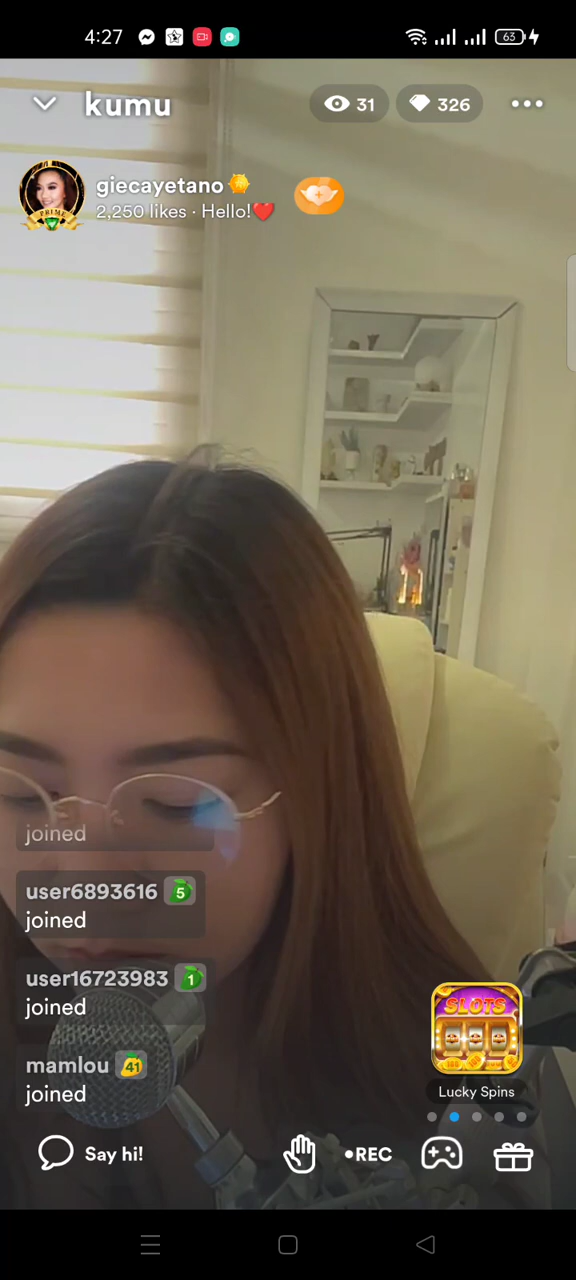 4:27
63
kumu
31
326
giecayetano
2,250 likes · Hello!❤️
PRIME
joined
user6893616 5
joined
user16723983 1
joined
mamlou 41
joined
SLOTS
Lucky Spins
Say hi!
•REC